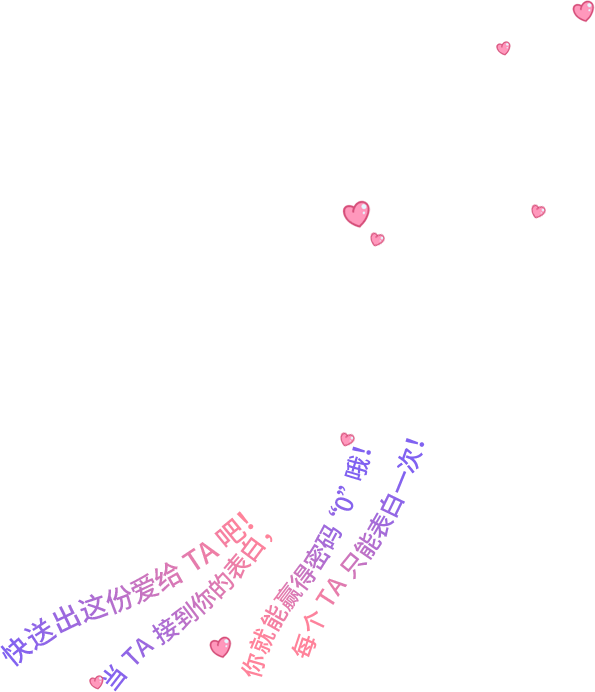 快送出这份爱给 TA 吧！
当 TA 接到你的表白，
你就能赢得密码 “0” 哦！
每个 TA 只能表白一次！